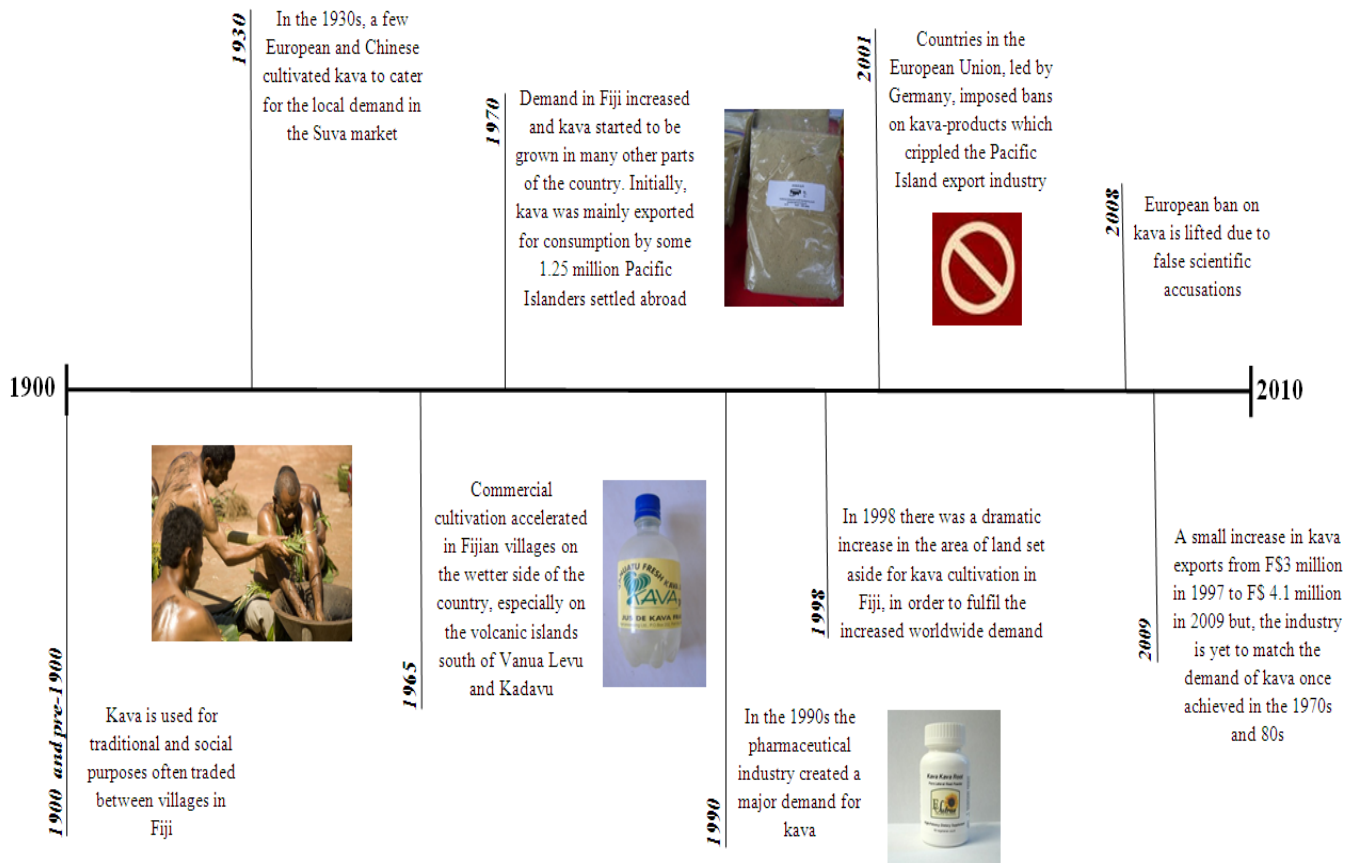 1930
In the 1930s, a few
European and Chinese
cultivated kava to cater
for the local demand in
the Suva market
1970
Demand in Fiji increased
and kava started to be
grown in many other parts
of the country. Initially,
kava was mainly exported
for consumption by some
1.25 million Pacific
Islanders settled abroad
2001
Countries in the
European Union, led by
Germany, imposed bans
on kava-products which
crippled the Pacific
Island export industry
2008
European ban on
kava is lifted due to
false scientific
accusations
1900
2010
1900 and pre-1900
Kava is used for
traditional and social
purposes often traded
between villages in
Fiji
1965
Commercial
cultivation accelerated
in Fijian villages on
the wetter side of the
country, especially on
the volcanic islands
south of Vanua Levu
and Kadavu
FRESH KAVA
KAVA
JUS DE KAVA
1990
In the 1990s the
pharmaceutical
industry created a
major demand for
kava
Kava Kava Root
1998
In 1998 there was a dramatic
increase in the area of land set
aside for kava cultivation in
Fiji, in order to fulfil the
increased worldwide demand
2009
A small increase in kava
exports from F$3 million
in 1997 to F$ 4.1 million
in 2009 but, the industry
is yet to match the
demand of kava once
achieved in the 1970s
and 80s